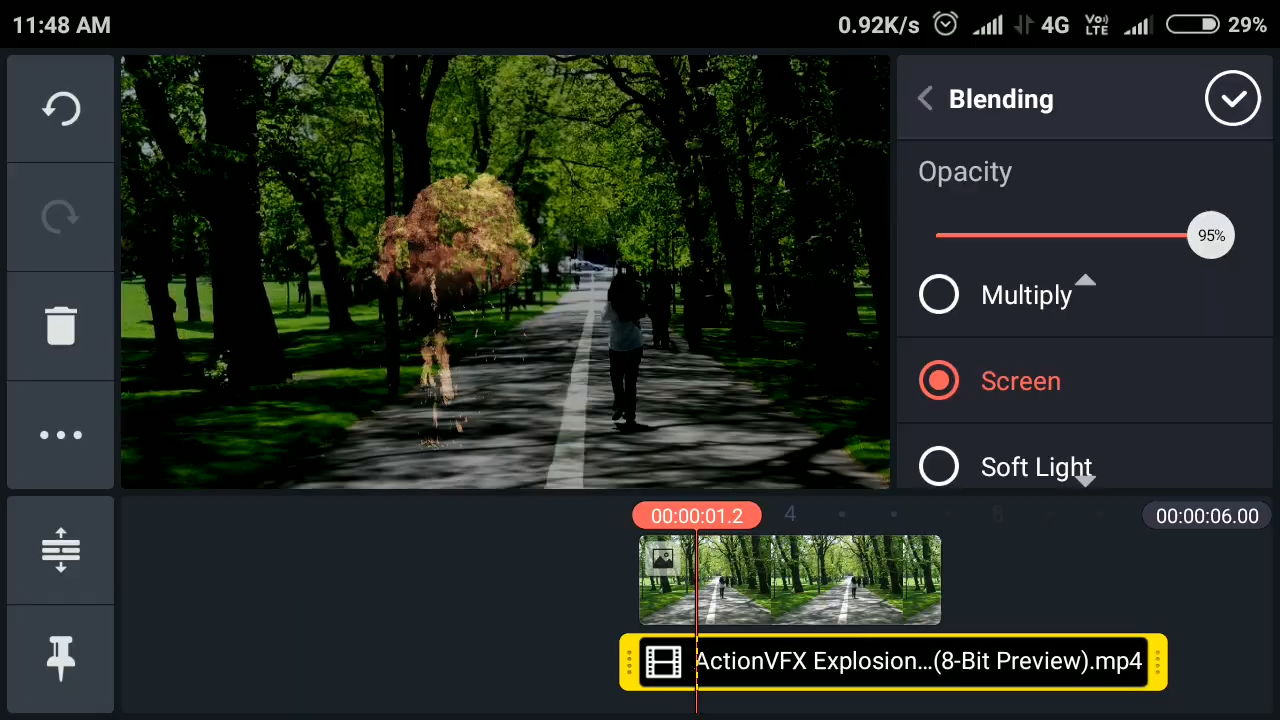 11:48 AM
0.92K/s 4G Vo)) LTE 29%
Blending
Opacity
95%
Multiply
Screen
Soft Light
00:00:01.2 4 8 00:00:06.00
ActionVFX Explosion...(8-Bit Preview).mp4